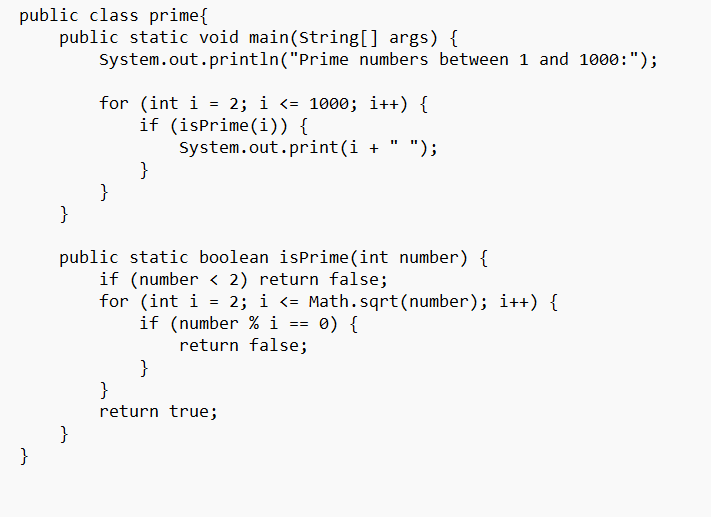 public class prime{
    public static void main(String[] args) {
        System.out.println("Prime numbers between 1 and 1000:");

        for (int i = 2; i <= 1000; i++) {
            if (isPrime(i)) {
                System.out.print(i + " ");
            }
        }
    }

    public static boolean isPrime(int number) {
        if (number < 2) return false;
        for (int i = 2; i <= Math.sqrt(number); i++) {
            if (number % i == 0) {
                return false;
            }
        }
        return true;
    }
}